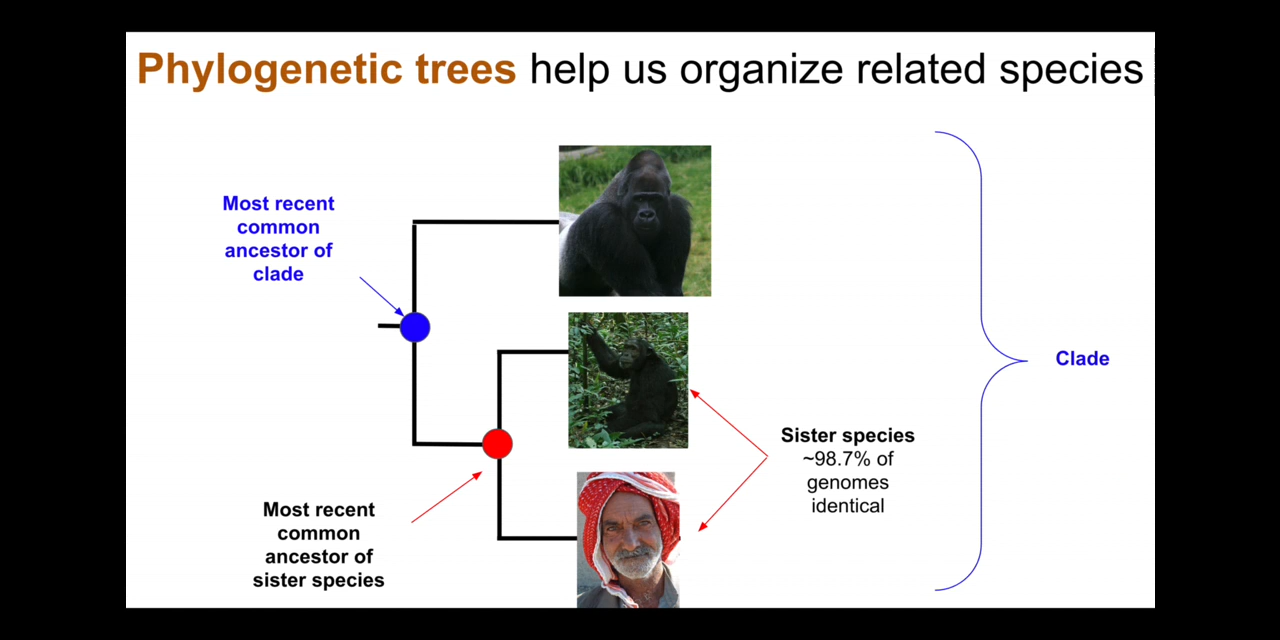 Phylogenetic trees help us organize related species
Most recent
common
ancestor of
clade
Clade
Sister species
~98.7% of
genomes
identical
Most recent
common
ancestor of
sister species